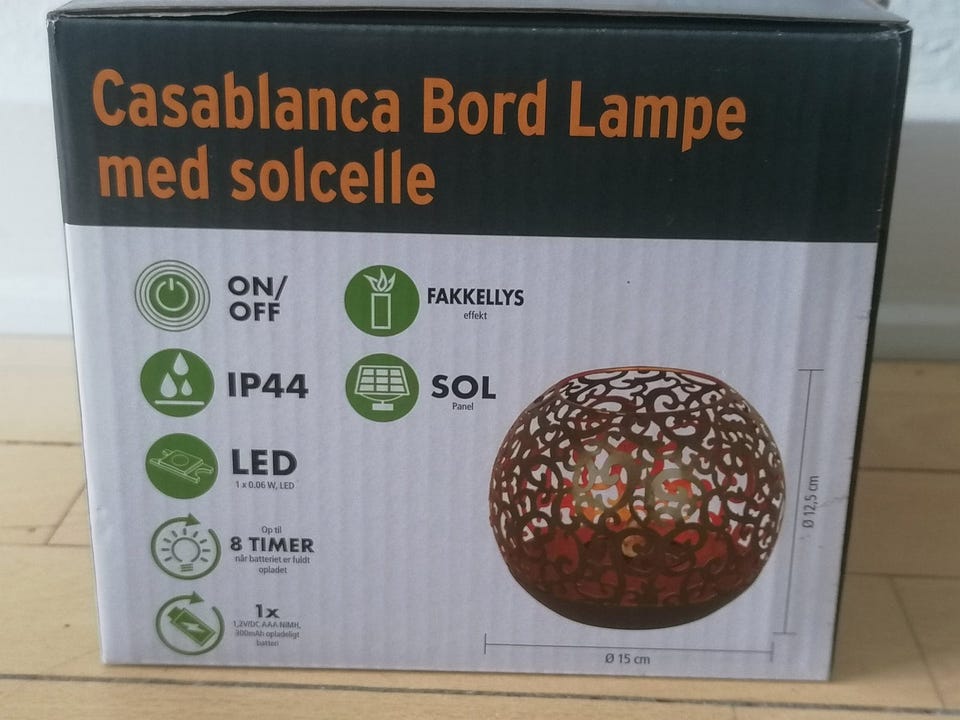 Casablanca Bord Lampe
med solcelle
ON/
OFF
FAKKELLYS
effekt
IP44
SOL
Panel
LED
1 x 0.06 W, LED
Op til
8 TIMER
når batteriet er fuldt
opladet
1x
1,2V/DC, AAA NiMH,
300mAh opladeligt
batteri
Ø 12,5 cm
Ø 15 cm